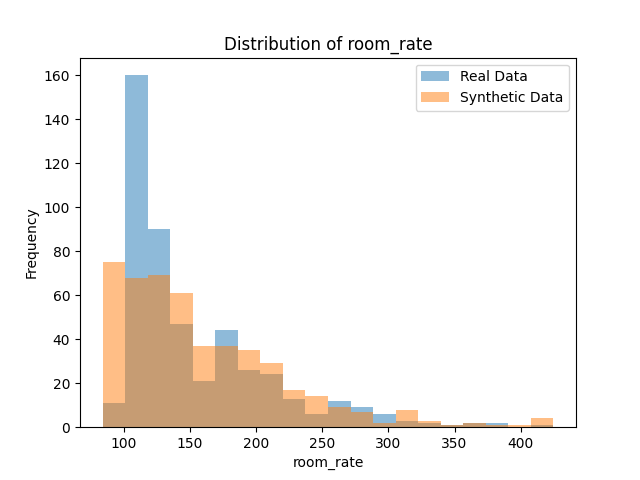 Distribution of room_rate
Real Data
Synthetic Data
160
140
120
100
80
60
40
20
0
Frequency
100 150 200 250 300 350 400
room_rate